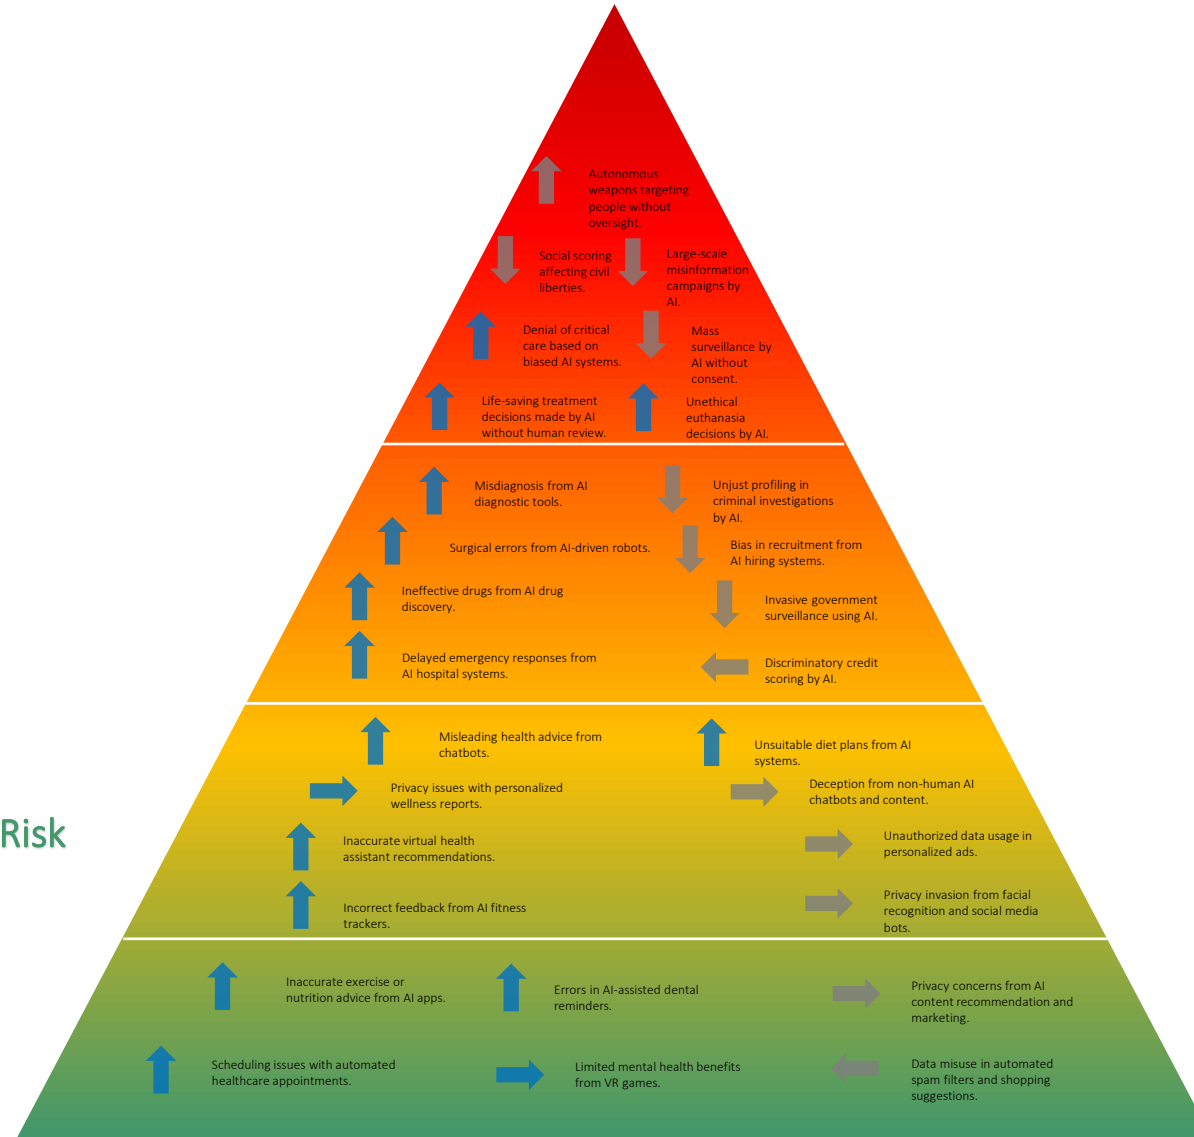 Autonomous
weapons targeting
people without
oversight.
Social scoring
affecting civil
liberties.
Large-scale
misinformation
campaigns by
AI.
Denial of critical
care based on
biased AI systems.
Mass
surveillance by
AI without
consent.
Life-saving treatment
decisions made by AI
without human review.
Unethical
euthanasia
decisions by AI.
Misdiagnosis from AI
diagnostic tools.
Unjust profiling in
criminal investigations
by AI.
Surgical errors from AI-driven robots.
Bias in recruitment from
AI hiring systems.
Ineffective drugs from AI drug
discovery.
Invasive government
surveillance using AI.
Delayed emergency responses from
AI hospital systems.
Discriminatory credit
scoring by AI.
Misleading health advice from
chatbots.
Unsuitable diet plans from AI
systems.
Privacy issues with personalized
wellness reports.
Deception from non-human AI
chatbots and content.
Risk
Inaccurate virtual health
assistant recommendations.
Unauthorized data usage in
personalized ads.
Incorrect feedback from AI fitness
trackers.
Privacy invasion from facial
recognition and social media
bots.
Inaccurate exercise or
nutrition advice from AI apps.
Errors in AI-assisted dental
reminders.
Privacy concerns from AI
content recommendation and
marketing.
Scheduling issues with automated
healthcare appointments.
Limited mental health benefits
from VR games.
Data misuse in automated
spam filters and shopping
suggestions.